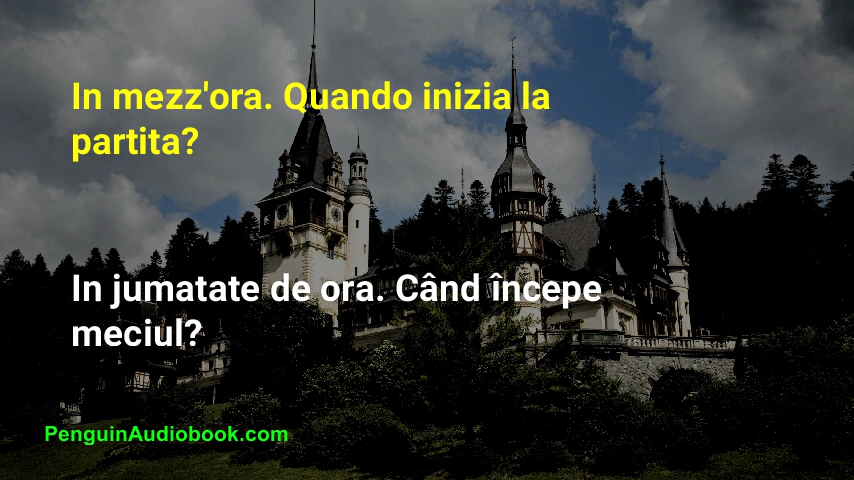 In mezz'ora. Quando inizia la
partita?
In jumatate de ora. Când începe
meciul?
PenguinAudiobook.com